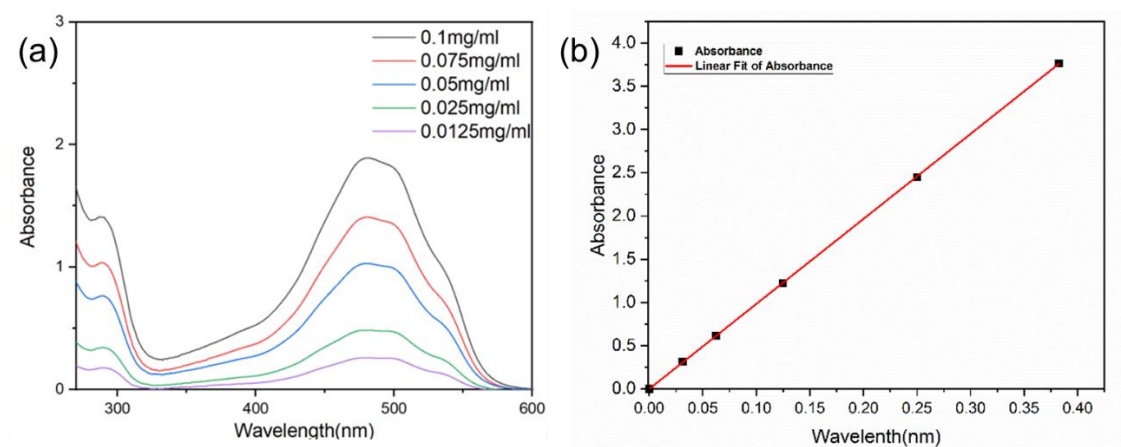 (a)
Absorbance
3
2
1
0
0.1mg/ml
0.075mg/ml
0.05mg/ml
0.025mg/ml
0.0125mg/ml
300
400
500
600
Wavelength(nm)
(b)
Absorbance
4.0
3.5
3.0
2.5
2.0
1.5
1.0
0.5
0.0
Absorbance
Linear Fit of Absorbance
0.00
0.05
0.10
0.15
0.20
0.25
0.30
0.35
0.40
Wavelenth(nm)